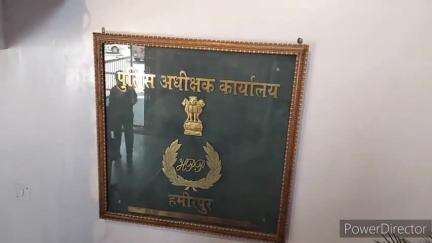 पुलिस अधीक्षक कार्यालय
H.P.P.
हमीरपुर
PowerDirector